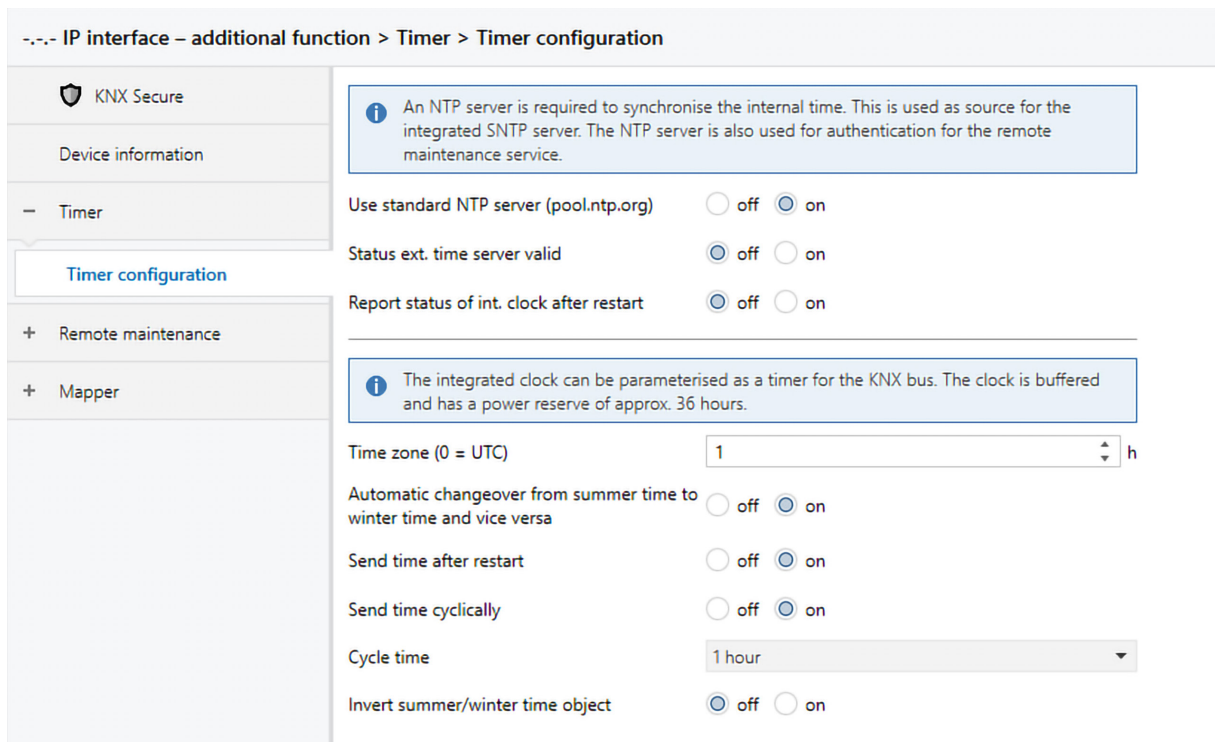 -.-.- IP interface – additional function > Timer > Timer configuration
KNX Secure
Device information
Timer
Timer configuration
Remote maintenance
Mapper
An NTP server is required to synchronise the internal time. This is used as source for the
integrated SNTP server. The NTP server is also used for authentication for the remote
maintenance service.
Use standard NTP server (pool.ntp.org) off on
Status ext. time server valid off on
Report status of int. clock after restart off on
The integrated clock can be parameterised as a timer for the KNX bus. The clock is buffered
and has a power reserve of approx. 36 hours.
Time zone (0 = UTC) 1 h
Automatic changeover from summer time to
winter time and vice versa off on
Send time after restart off on
Send time cyclically off on
Cycle time 1 hour
Invert summer/winter time object off on